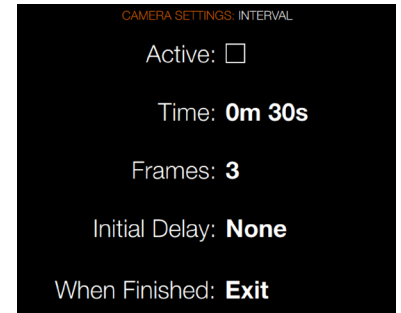 CAMERA SETTINGS: INTERVAL
Active:
Time: 0m 30s
Frames: 3
Initial Delay: None
When Finished: Exit